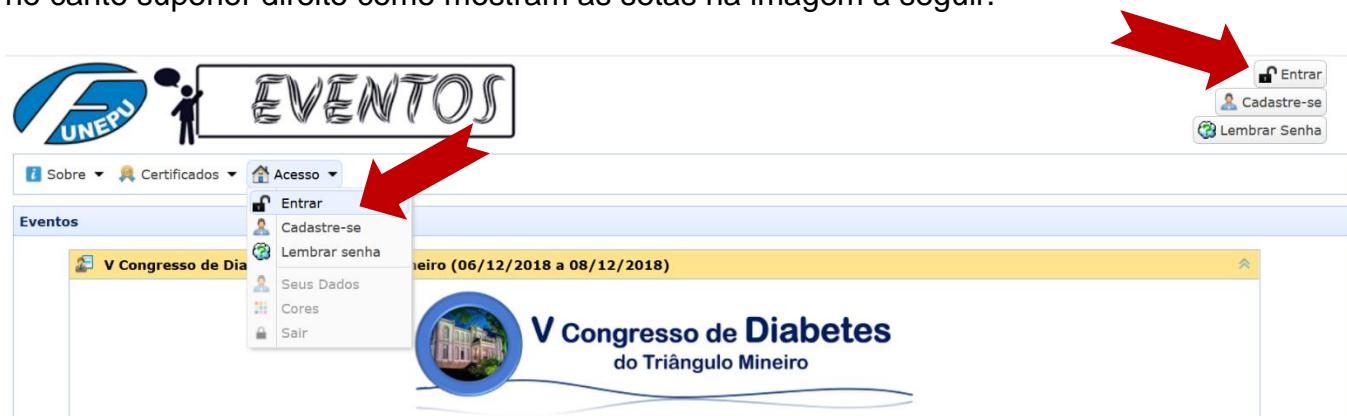 no canto superior direito como mostram as setas na imagem a seguir.
FUNEPU
EVENTOS
Entrar
Cadastre-se
Lembrar Senha
Sobre
Certificados
Acesso
Entrar
Cadastre-se
Lembrar senha
Seus Dados
Cores
Sair
Eventos
V Congresso de Dia neiro (06/12/2018 a 08/12/2018)
V Congresso de Diabetes
do Triângulo Mineiro